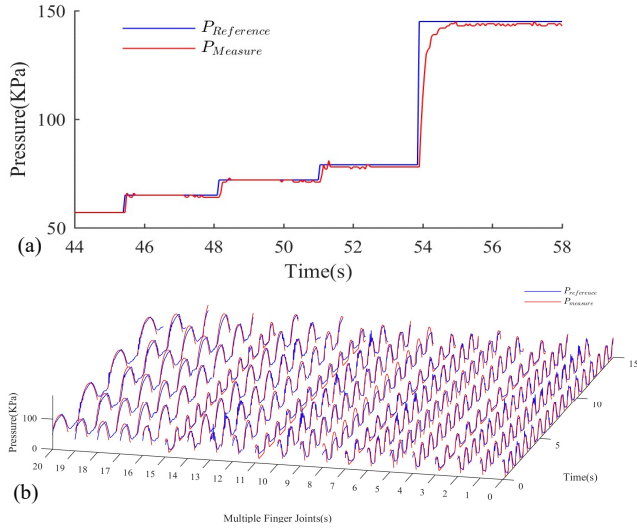 150
P_Reference
P_Measure
Pressure(KPa)
100
50
(a)
44 46 48 50 52 54 56 58
Time(s)
P_reference
P_measure
15
10
5
0
Time(s)
Pressure(KPa)
100
0
20 19 18 17 16 15 14 13 12 11 10 9 8 7 6 5 4 3 2 1 0
(b)
Multiple Finger Joints(s)